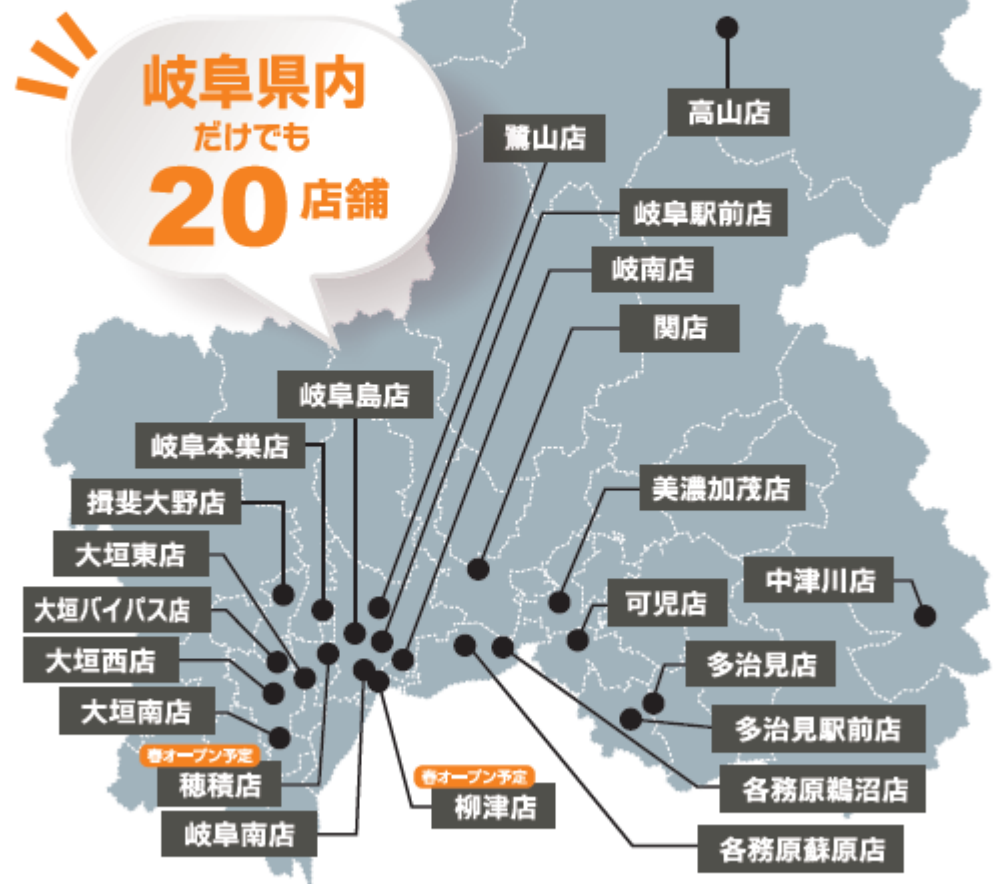 岐阜県内
だけでも
20店舗
高山店
鷺山店
岐阜駅前店
岐南店
関店
岐阜島店
岐阜本巣店
揖斐大野店
大垣東店
大垣バイパス店
大垣西店
大垣南店
春オープン予定
穂積店
岐阜南店
春オープン予定
柳津店
美濃加茂店
可児店
中津川店
多治見店
多治見駅前店
各務原鵜沼店
各務原蘇原店